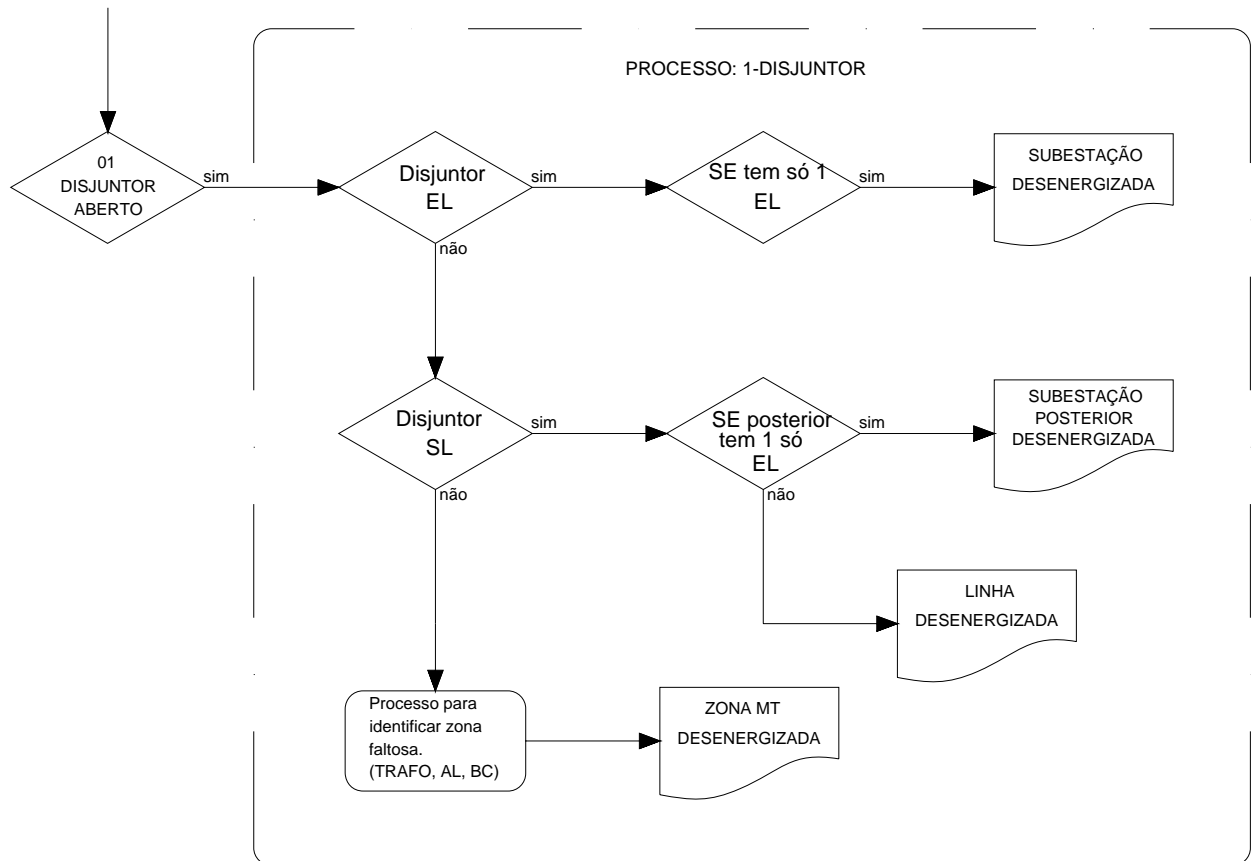 PROCESSO: 1-DISJUNTOR
01
DISJUNTOR
ABERTO
sim
Disjuntor
EL
sim
não
SE tem só 1
EL
sim
SUBESTAÇÃO
DESENERGIZADA
Disjuntor
SL
sim
não
SE posterior
tem 1 só
EL
sim
não
SUBESTAÇÃO
POSTERIOR
DESENERGIZADA
LINHA
DESENERGIZADA
Processo para
identificar zona
faltosa.
(TRAFO, AL, BC)
ZONA MT
DESENERGIZADA